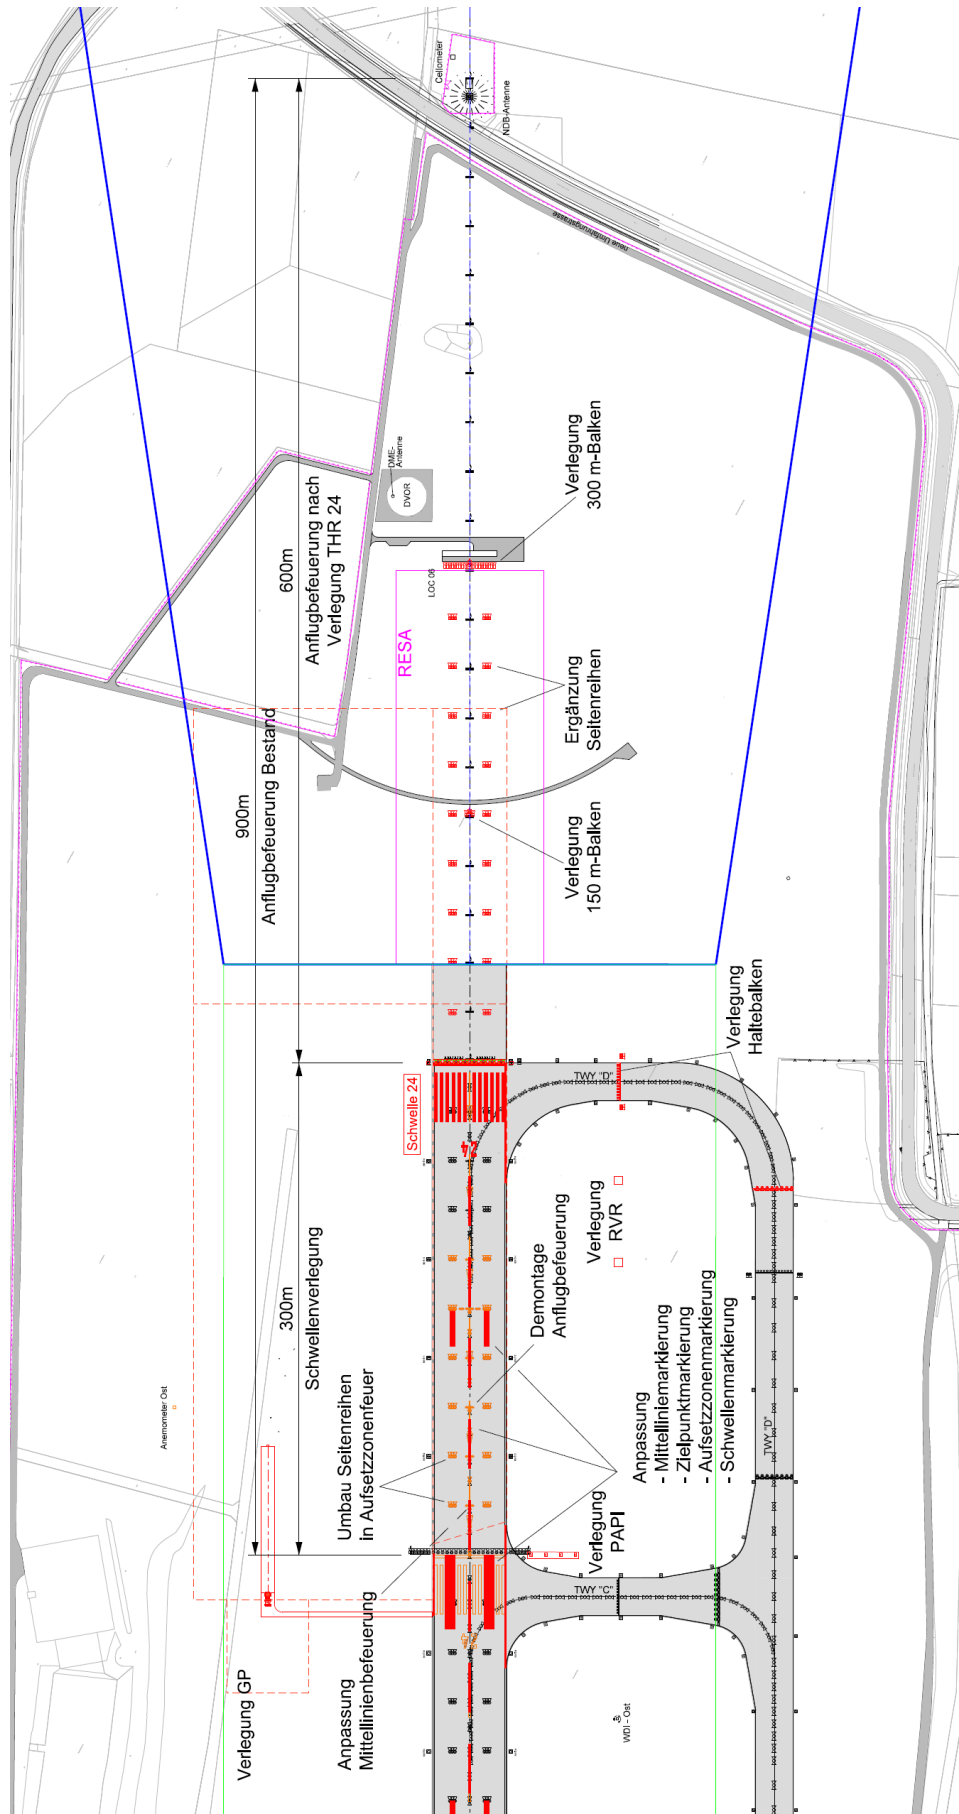 Ceilometer
NDB-Antenne
neue Umfahrungstrasse
600m
Anflugbefeuerung nach
Verlegung THR 24
DME-
Antenne
DVOR
Verlegung
300 m-Balken
LOC 06
RESA
900m
Anflugbefeuerung Bestand
Ergänzung
Seitenreihen
Verlegung
150 m-Balken
Verlegung
Haltebalken
TWY "D"
Schwelle 24
300m
Schwellenverlegung
Verlegung
RVR
Demontage
Anflugbefeuerung
Anemometer Ost
Umbau Seitenreihen
in Aufsetzzonenfeuer
Anpassung
- Mittelliniemarkierung
- Zielpunktmarkierung
- Aufsetzzonenmarkierung
- Schwellenmarkierung
TWY "D"
Verlegung
PAPI
TWY "C"
Verlegung GP
Anpassung
Mittellinienbefeuerung
WDI - Ost